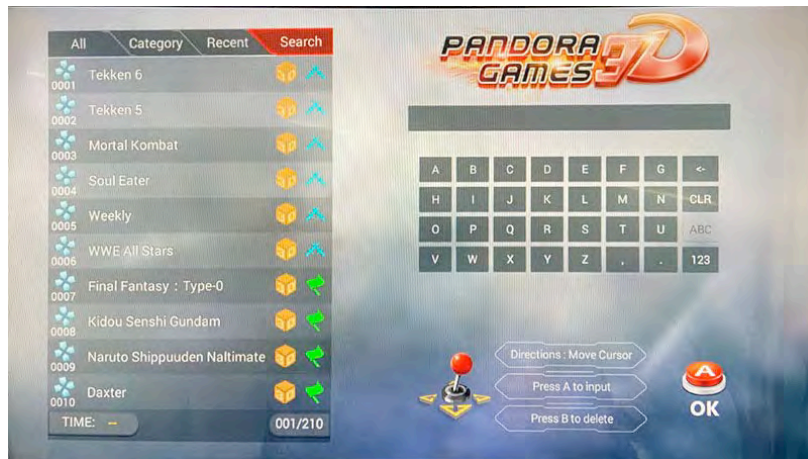 All Category Recent Search
0001 Tekken 6
0002 Tekken 5
0003 Mortal Kombat
0004 Soul Eater
0005 Weekly
0006 WWE All Stars
0007 Final Fantasy : Type-0
0008 Kidou Senshi Gundam
0009 Naruto Shippuuden Naltimate
0010 Daxter
TIME: --
001/210
PANDORA
GAMES 3D
A B C D E F G <-
H I J K L M N CLR
O P Q R S T U ABC
V W X Y Z , . 123
Directions : Move Cursor
Press A to input
Press B to delete
A
OK